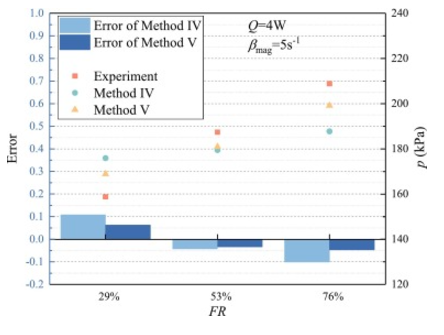 Error of Method IV
Error of Method V
Experiment
Method IV
Method V
Q=4W
βmag=5s-1
1.0
0.9
0.8
0.7
0.6
0.5
0.4
0.3
0.2
0.1
0.0
-0.1
-0.2
Error
240
220
200
180
160
140
120
p (kPa)
29%
53%
76%
FR